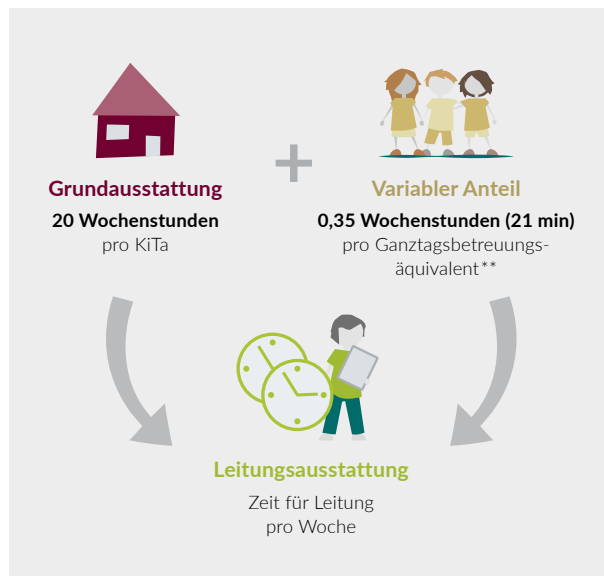 Grundausstattung
20 Wochenstunden
pro KiTa
+
Variabler Anteil
0,35 Wochenstunden (21 min)
pro Ganztagsbetreuungs-
äquivalent**
Leitungsausstattung
Zeit für Leitung
pro Woche